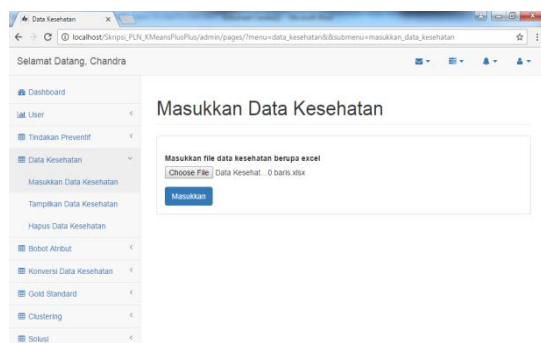 Data Kesehatan
localhost/Skripsi_PLN_KMeansPlusPlus/admin/pages/?menu=data_kesehatan&submenu=masukkan_data_kesehatan
Selamat Datang, Chandra
Dashboard
User
Tindakan Preventif
Data Kesehatan
Masukkan Data Kesehatan
Tampilkan Data Kesehatan
Hapus Data Kesehatan
Bobot Atribut
Konversi Data Kesehatan
Gold Standard
Clustering
Solusi
Masukkan Data Kesehatan
Masukkan file data kesehatan berupa excel
Choose File Data Kesehat... 0 baris.xlsx
Masukkan